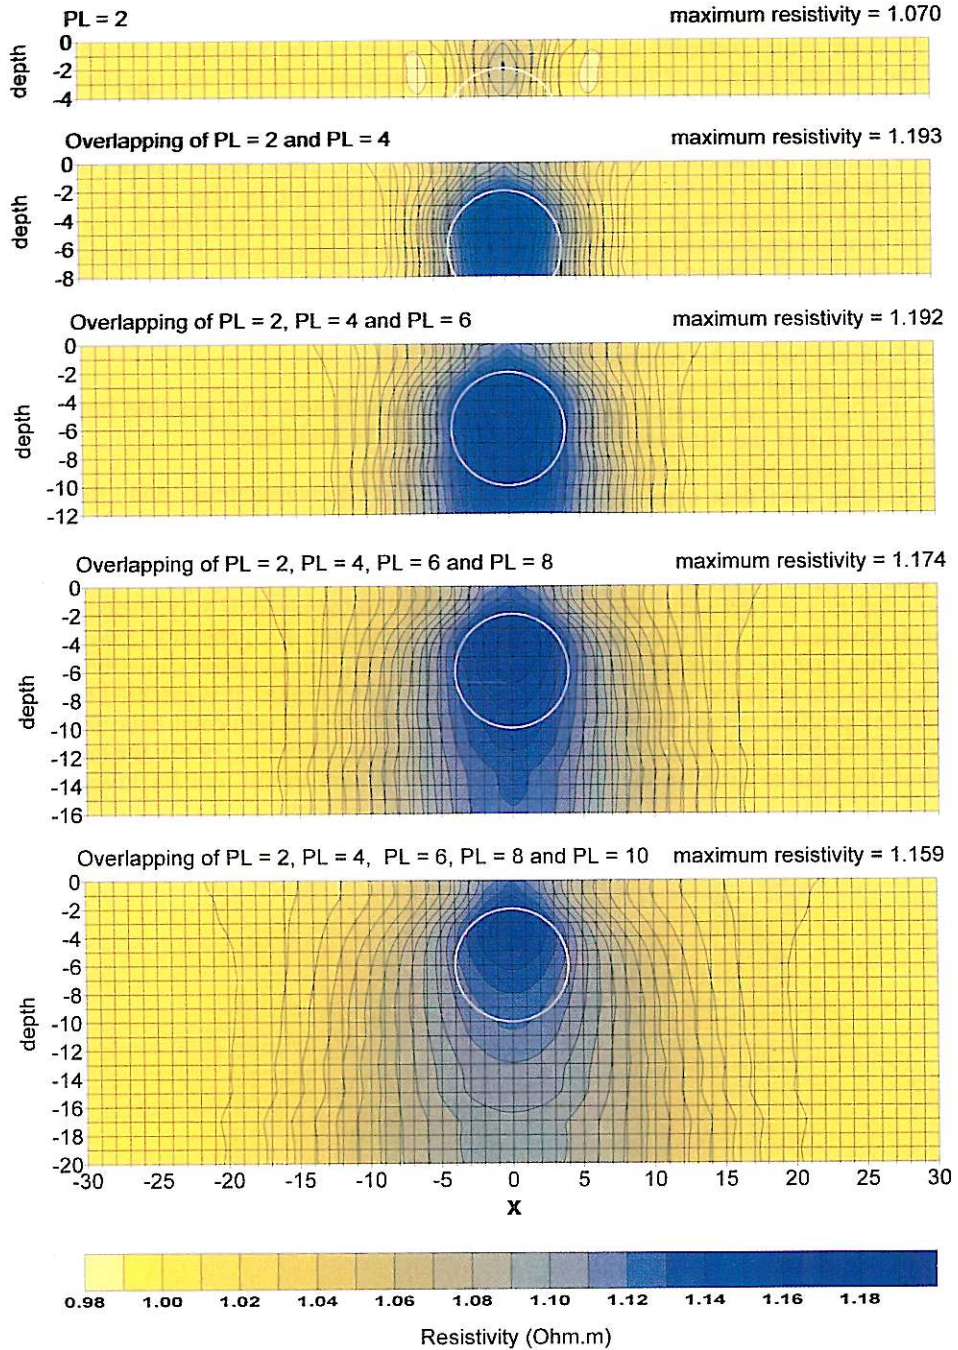 PL = 2 maximum resistivity = 1.070
0
-2
-4
depth
Overlapping of PL = 2 and PL = 4 maximum resistivity = 1.193
0
-2
-4
-6
-8
depth
Overlapping of PL = 2, PL = 4 and PL = 6 maximum resistivity = 1.192
0
-2
-4
-6
-8
-10
-12
depth
Overlapping of PL = 2, PL = 4, PL = 6 and PL = 8 maximum resistivity = 1.174
0
-2
-4
-6
-8
-10
-12
-14
-16
depth
Overlapping of PL = 2, PL = 4, PL = 6, PL = 8 and PL = 10 maximum resistivity = 1.159
0
-2
-4
-6
-8
-10
-12
-14
-16
-18
-20
depth
-30 -25 -20 -15 -10 -5 0 5 10 15 20 25 30
X
0.98 1.00 1.02 1.04 1.06 1.08 1.10 1.12 1.14 1.16 1.18
Resistivity (Ohm.m)